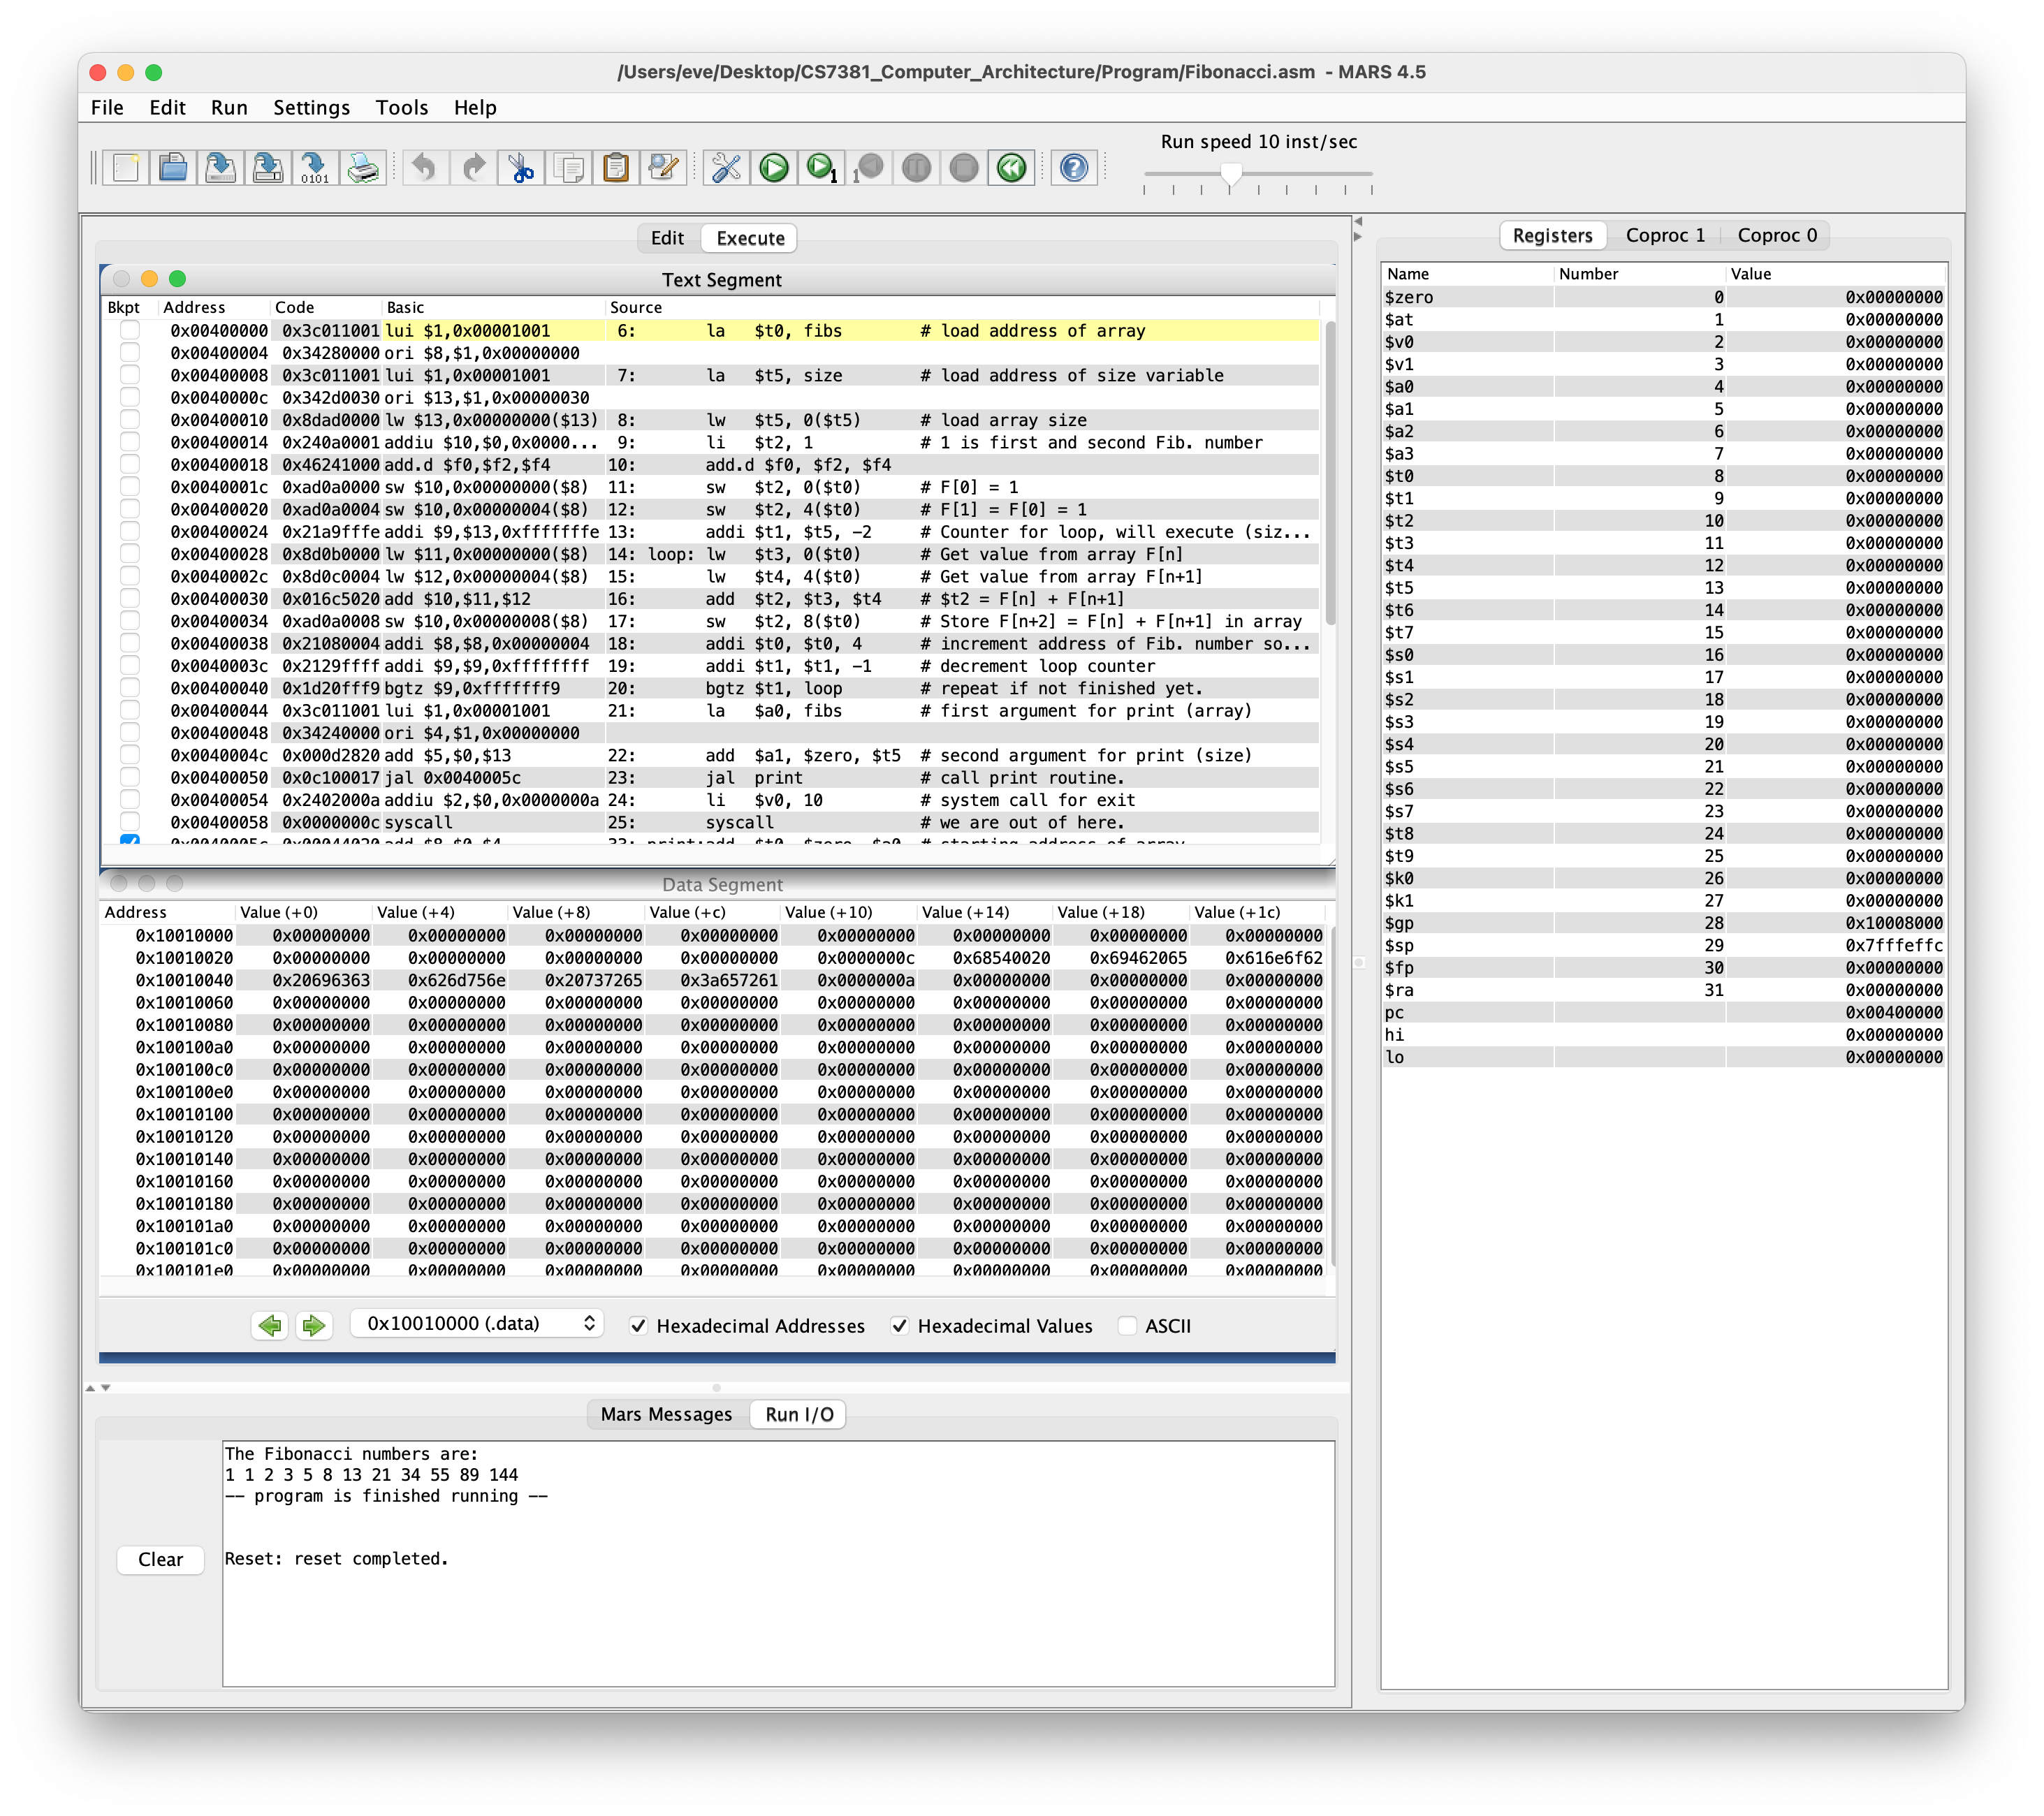 /Users/eve/Desktop/CS7381_Computer_Architecture/Program/Fibonacci.asm - MARS 4.5
File Edit Run Settings Tools Help
Run speed 10 inst/sec
0101
1 1
Edit Execute
Text Segment
Bkpt Address Code Basic Source
0x00400000 0x3c011001 lui $1,0x00001001 6: la $t0, fibs # load address of array
0x00400004 0x34280000 ori $8,$1,0x00000000
0x00400008 0x3c011001 lui $1,0x00001001 7: la $t5, size # load address of size variable
0x0040000c 0x342d0030 ori $13,$1,0x00000030
0x00400010 0x8dad0000 lw $13,0x00000000($13) 8: lw $t5, 0($t5) # load array size
0x00400014 0x240a0001 addiu $10,$0,0x0000... 9: li $t2, 1 # 1 is first and second Fib. number
0x00400018 0x46241000 add.d $f0,$f2,$f4 10: add.d $f0, $f2, $f4
0x0040001c 0xad0a0000 sw $10,0x00000000($8) 11: sw $t2, 0($t0) # F[0] = 1
0x00400020 0xad0a0004 sw $10,0x00000004($8) 12: sw $t2, 4($t0) # F[1] = F[0] = 1
0x00400024 0x21a9fffe addi $9,$13,0xfffffffe 13: addi $t1, $t5, -2 # Counter for loop, will execute (siz...
0x00400028 0x8d0b0000 lw $11,0x00000000($8) 14: loop: lw $t3, 0($t0) # Get value from array F[n]
0x0040002c 0x8d0c0004 lw $12,0x00000004($8) 15: lw $t4, 4($t0) # Get value from array F[n+1]
0x00400030 0x016c5020 add $10,$11,$12 16: add $t2, $t3, $t4 # $t2 = F[n] + F[n+1]
0x00400034 0xad0a0008 sw $10,0x00000008($8) 17: sw $t2, 8($t0) # Store F[n+2] = F[n] + F[n+1] in array
0x00400038 0x21080004 addi $8,$8,0x00000004 18: addi $t0, $t0, 4 # increment address of Fib. number so...
0x0040003c 0x2129ffff addi $9,$9,0xffffffff 19: addi $t1, $t1, -1 # decrement loop counter
0x00400040 0x1d20fff9 bgtz $9,0xfffffff9 20: bgtz $t1, loop # repeat if not finished yet.
0x00400044 0x3c011001 lui $1,0x00001001 21: la $a0, fibs # first argument for print (array)
0x00400048 0x34240000 ori $4,$1,0x00000000
0x0040004c 0x000d2820 add $5,$0,$13 22: add $a1, $zero, $t5 # second argument for print (size)
0x00400050 0x0c100017 jal 0x0040005c 23: jal print # call print routine.
0x00400054 0x2402000a addiu $2,$0,0x0000000a 24: li $v0, 10 # system call for exit
0x00400058 0x0000000c syscall 25: syscall # we are out of here.
0x0040005c 0x00044020 add $8,$0,$4 33: print:add $t0, $zero, $a0 # starting address of array
Data Segment
Address Value (+0) Value (+4) Value (+8) Value (+c) Value (+10) Value (+14) Value (+18) Value (+1c)
0x10010000 0x00000000 0x00000000 0x00000000 0x00000000 0x00000000 0x00000000 0x00000000 0x00000000
0x10010020 0x00000000 0x00000000 0x00000000 0x00000000 0x0000000c 0x68540020 0x69462065 0x616e6f62
0x10010040 0x20696363 0x626d756e 0x20737265 0x3a657261 0x0000000a 0x00000000 0x00000000 0x00000000
0x10010060 0x00000000 0x00000000 0x00000000 0x00000000 0x00000000 0x00000000 0x00000000 0x00000000
0x10010080 0x00000000 0x00000000 0x00000000 0x00000000 0x00000000 0x00000000 0x00000000 0x00000000
0x100100a0 0x00000000 0x00000000 0x00000000 0x00000000 0x00000000 0x00000000 0x00000000 0x00000000
0x100100c0 0x00000000 0x00000000 0x00000000 0x00000000 0x00000000 0x00000000 0x00000000 0x00000000
0x100100e0 0x00000000 0x00000000 0x00000000 0x00000000 0x00000000 0x00000000 0x00000000 0x00000000
0x10010100 0x00000000 0x00000000 0x00000000 0x00000000 0x00000000 0x00000000 0x00000000 0x00000000
0x10010120 0x00000000 0x00000000 0x00000000 0x00000000 0x00000000 0x00000000 0x00000000 0x00000000
0x10010140 0x00000000 0x00000000 0x00000000 0x00000000 0x00000000 0x00000000 0x00000000 0x00000000
0x10010160 0x00000000 0x00000000 0x00000000 0x00000000 0x00000000 0x00000000 0x00000000 0x00000000
0x10010180 0x00000000 0x00000000 0x00000000 0x00000000 0x00000000 0x00000000 0x00000000 0x00000000
0x100101a0 0x00000000 0x00000000 0x00000000 0x00000000 0x00000000 0x00000000 0x00000000 0x00000000
0x100101c0 0x00000000 0x00000000 0x00000000 0x00000000 0x00000000 0x00000000 0x00000000 0x00000000
0x100101e0 0x00000000 0x00000000 0x00000000 0x00000000 0x00000000 0x00000000 0x00000000 0x00000000
0x10010000 (.data) Hexadecimal Addresses Hexadecimal Values ASCII
Mars Messages Run I/O
The Fibonacci numbers are:
1 1 2 3 5 8 13 21 34 55 89 144
-- program is finished running --
Reset: reset completed.
Clear
Registers Coproc 1 Coproc 0
Name Number Value
$zero 0 0x00000000
$at 1 0x00000000
$v0 2 0x00000000
$v1 3 0x00000000
$a0 4 0x00000000
$a1 5 0x00000000
$a2 6 0x00000000
$a3 7 0x00000000
$t0 8 0x00000000
$t1 9 0x00000000
$t2 10 0x00000000
$t3 11 0x00000000
$t4 12 0x00000000
$t5 13 0x00000000
$t6 14 0x00000000
$t7 15 0x00000000
$s0 16 0x00000000
$s1 17 0x00000000
$s2 18 0x00000000
$s3 19 0x00000000
$s4 20 0x00000000
$s5 21 0x00000000
$s6 22 0x00000000
$s7 23 0x00000000
$t8 24 0x00000000
$t9 25 0x00000000
$k0 26 0x00000000
$k1 27 0x00000000
$gp 28 0x10008000
$sp 29 0x7fffeffc
$fp 30 0x00000000
$ra 31 0x00000000
pc 0x00400000
hi 0x00000000
lo 0x00000000